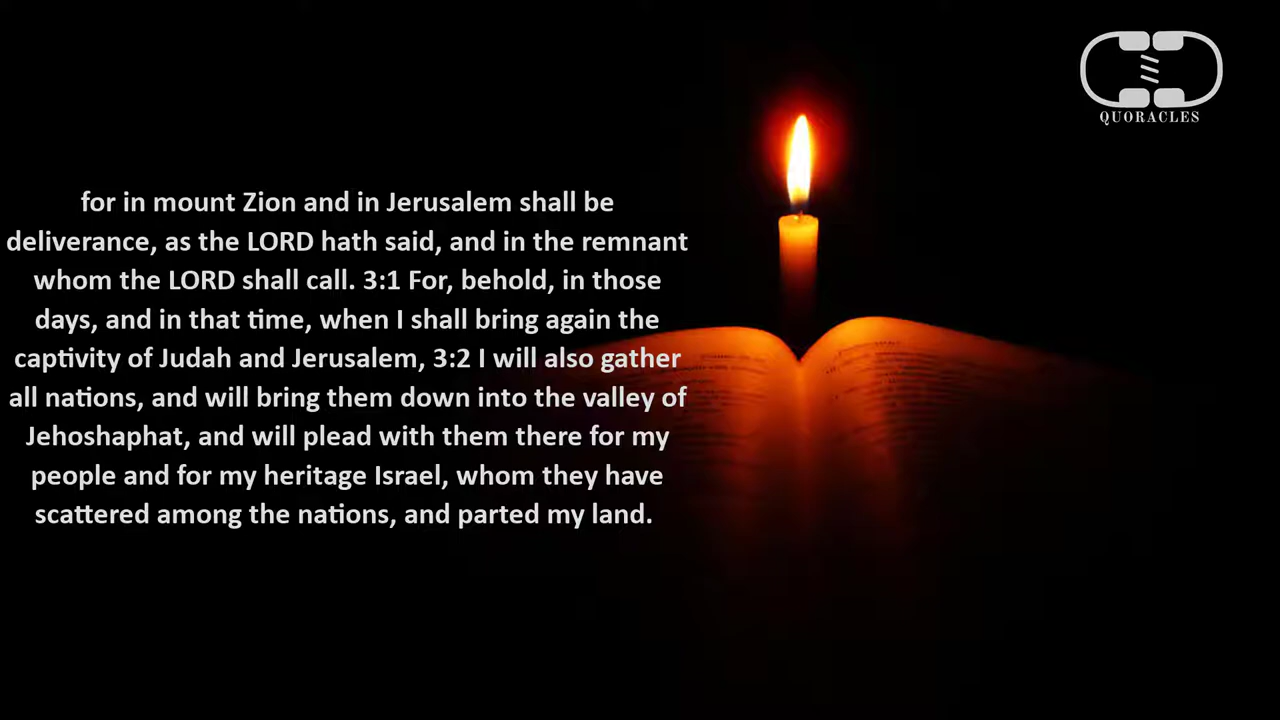 QUORACLES
for in mount Zion and in Jerusalem shall be
deliverance, as the LORD hath said, and in the remnant
whom the LORD shall call. 3:1 For, behold, in those
days, and in that time, when I shall bring again the
captivity of Judah and Jerusalem, 3:2 I will also gather
all nations, and will bring them down into the valley of
Jehoshaphat, and will plead with them there for my
people and for my heritage Israel, whom they have
scattered among the nations, and parted my land.